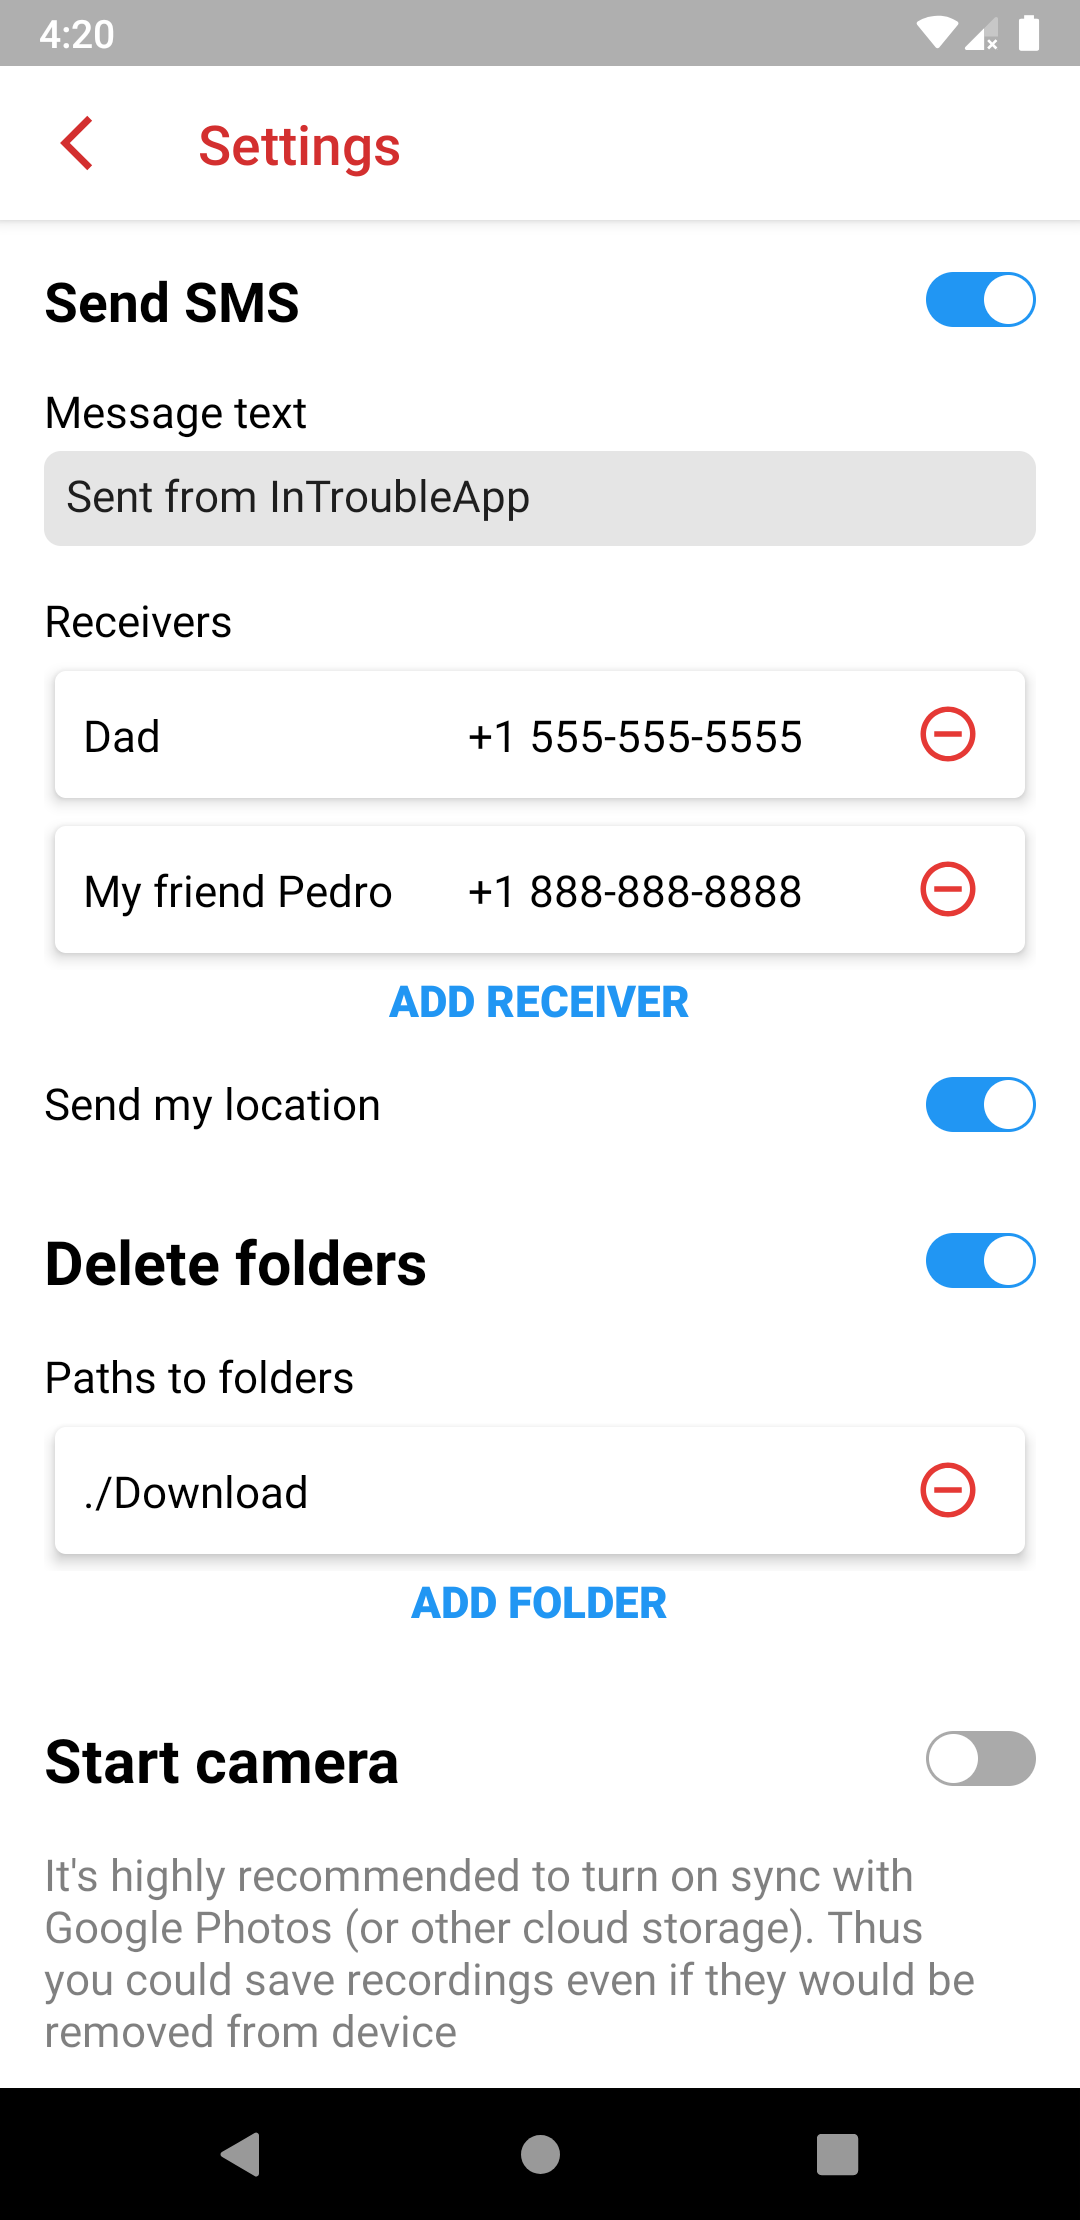 4:20
Settings
Send SMS
Message text
Sent from InTroubleApp
Receivers
Dad +1 555-555-5555
My friend Pedro +1 888-888-8888
ADD RECEIVER
Send my location
Delete folders
Paths to folders
./Download
ADD FOLDER
Start camera
It's highly recommended to turn on sync with
Google Photos (or other cloud storage). Thus
you could save recordings even if they would be
removed from device